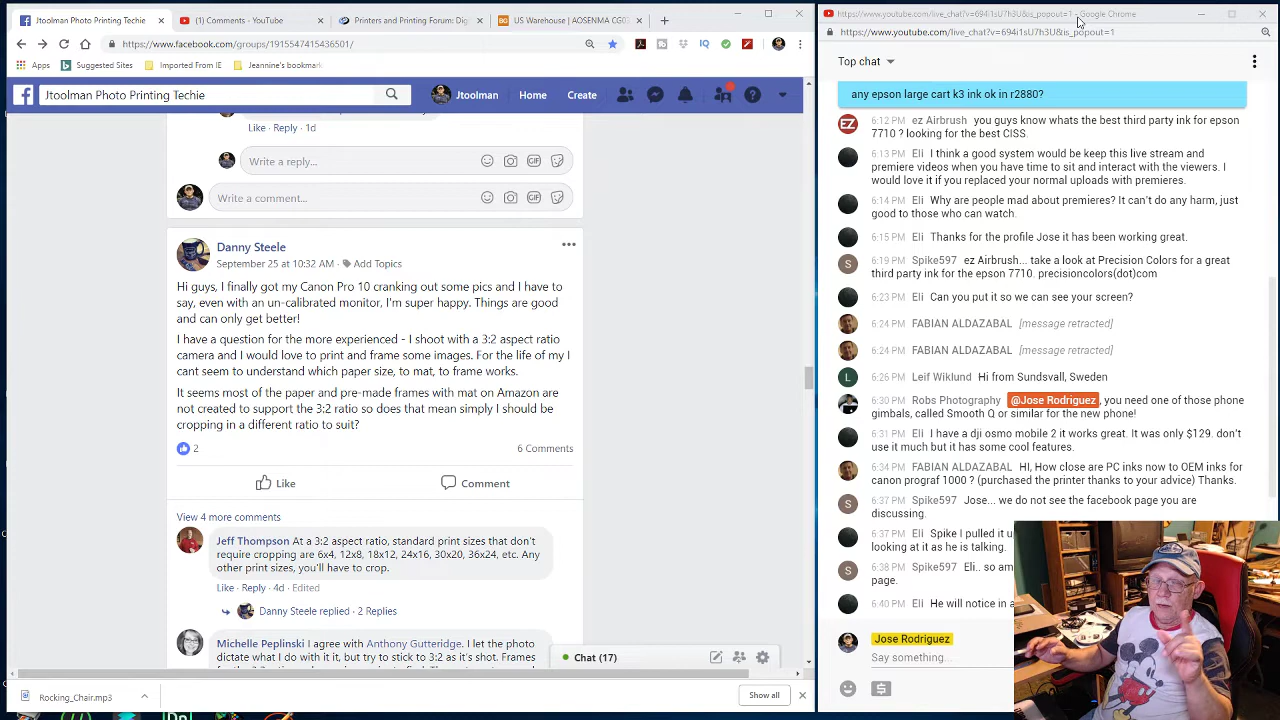 Jtoolman Photo Printing Techie
(1) Comments - YouTube
Printers and Printing Forum: Dig
US Warehouse | AOSENMA CG03
https://www.facebook.com/groups/1915547415436501/
Apps
Suggested Sites
Imported From IE
Jeannine's bookmark
Jtoolman Photo Printing Techie
Jtoolman
Home
Create
Like · Reply · 1d
Write a reply...
GIF
Write a comment...
GIF
Danny Steele
September 25 at 10:32 AM · Add Topics
Hi guys, I finally got my Canon Pro 10 cranking out some pics and I have to
say, even with an un-calibrated monitor, I'm super happy. Things are good
and can only get better!
I have a question for the more experienced - I shoot with a 3:2 aspect ratio
camera and I would love to print and frame some images. For the life of my I
cant seem to understand which paper size, to mat, to frame works.
It seems most of the paper and pre-made frames with mat on Amazon are
not created to support the 3:2 ratio - does that mean simply I should be
cropping in a different ratio to suit?
2
6 Comments
Like
Comment
View 4 more comments
Jeff Thompson At a 3:2 aspect ratio, standard print sizes that don't
require cropping are 6x4, 12x8, 18x12, 24x16, 30x20, 36x24, etc. Any
other print sizes, you'll have to crop.
Like · Reply · 4d · Edited
Danny Steele replied · 2 Replies
Michelle Peplinski I agree with Anthony Gutteridge. I let the photo
dictate what I do with it it, but try to stick to 3:2 as it's shot. Frames
Chat (17)
Rocking_Chair.mp3
Show all
https://www.youtube.com/live_chat?v=694i1sU7h3U&is_popout=1 - Google Chrome
https://www.youtube.com/live_chat?v=694i1sU7h3U&is_popout=1
Top chat
any epson large cart k3 ink ok in r2880?
EZ
6:12 PM ez Airbrush you guys know whats the best third party ink for epson
7710 ? looking for the best CISS.
6:13 PM Eli I think a good system would be keep this live stream and
premiere videos when you have time to sit and interact with the viewers. I
would love it if you replaced your normal uploads with premieres.
6:14 PM Eli Why are people mad about premieres? It can't do any harm, just
good to those who can watch.
6:15 PM Eli Thanks for the profile Jose it has been working great.
S
6:19 PM Spike597 ez Airbrush... take a look at Precision Colors for a great
third party ink for the epson 7710. precisioncolors(dot)com
6:23 PM Eli Can you put it so we can see your screen?
6:24 PM FABIAN ALDAZABAL [message retracted]
6:24 PM FABIAN ALDAZABAL [message retracted]
L
6:26 PM Leif Wiklund Hi from Sundsvall, Sweden
6:30 PM Robs Photography @Jose Rodriguez, you need one of those phone
gimbals, called Smooth Q or similar for the new phone!
6:31 PM Eli I have a dji osmo mobile 2 it works great. It was only $129. don't
use it much but it has some cool features.
6:34 PM FABIAN ALDAZABAL HI, How close are PC inks now to OEM inks for
canon prograf 1000 ? (purchased the printer thanks to your advice) Thanks.
S
6:37 PM Spike597 Jose... we do not see the facebook page you are
discussing.
6:37 PM Eli Spike I pulled it u
looking at it as he is talking.
S
6:38 PM Spike597 Eli.. so am
page.
6:40 PM Eli He will notice in a
Jose Rodriguez
Say something...